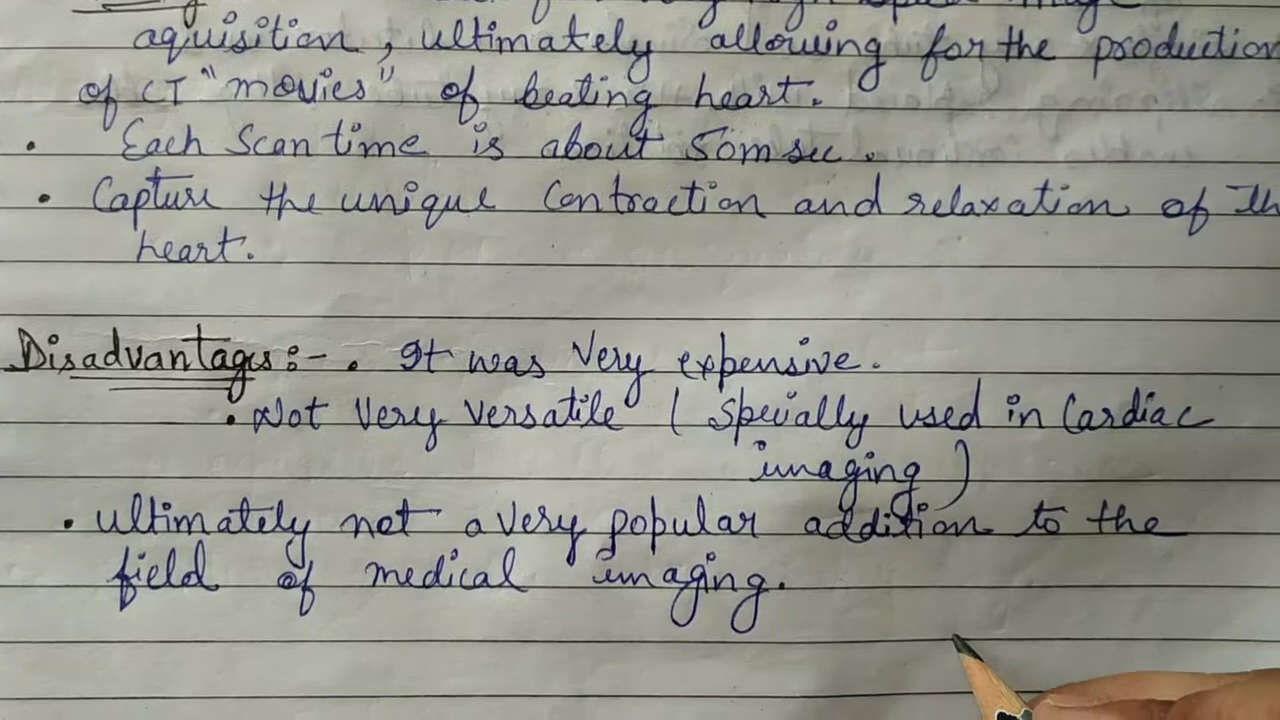 aquisition, ultimately allowing for the production
of CT "movies" of beating heart.
• Each Scan time is about 50m sec.
• Capture the unique Contraction and relaxation of th
heart.
Disadvantages :- • It was Very expensive.
• Not Very Versatile ( Specially used in Cardiac
imaging )
• ultimately not a very popular addition to the
field of medical imaging.